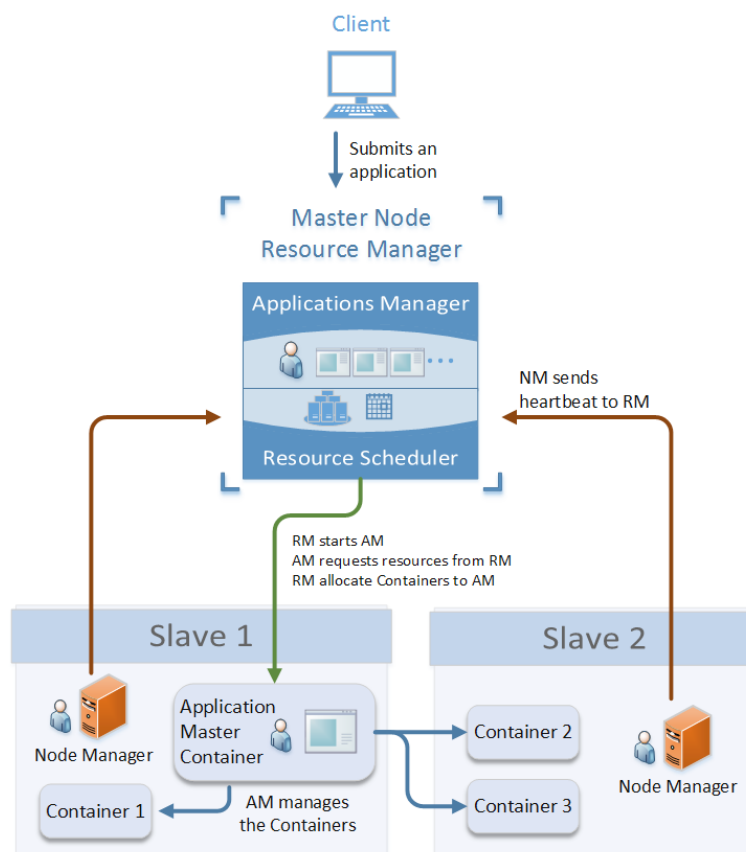 Client
Submits an
application
Master Node
Resource Manager
Applications Manager
Resource Scheduler
NM sends
heartbeat to RM
RM starts AM
AM requests resources from RM
RM allocate Containers to AM
Slave 1
Node Manager
Application
Master
Container
Container 1
AM manages
the Containers
Slave 2
Container 2
Container 3
Node Manager